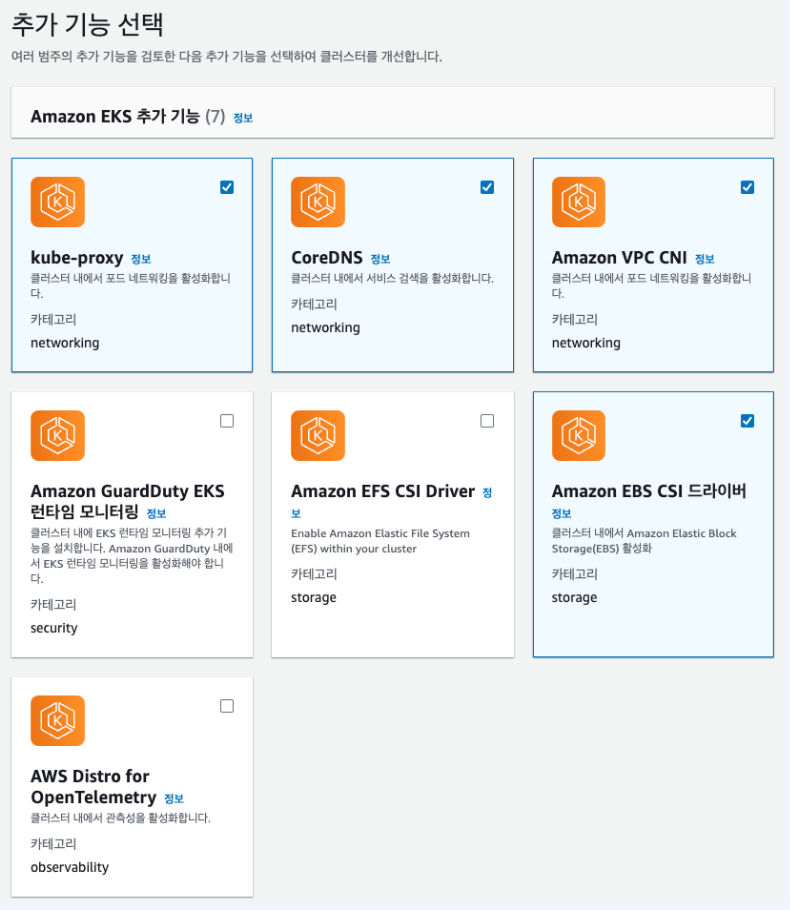 추가 기능 선택
여러 범주의 추가 기능을 검토한 다음 추가 기능을 선택하여 클러스터를 개선합니다.
Amazon EKS 추가 기능 (7) 정보
kube-proxy 정보
클러스터 내에서 포드 네트워킹을 활성화합니
다.
카테고리
networking
CoreDNS 정보
클러스터 내에서 서비스 검색을 활성화합니다.
카테고리
networking
Amazon VPC CNI 정보
클러스터 내에서 포드 네트워킹을 활성화합니
다.
카테고리
networking
Amazon GuardDuty EKS
런타임 모니터링 정보
클러스터 내에 EKS 런타임 모니터링 추가 기
능을 설치합니다. Amazon GuardDuty 내에
서 EKS 런타임 모니터링을 활성화해야 합니
다.
카테고리
security
Amazon EFS CSI Driver 정
보
Enable Amazon Elastic File System
(EFS) within your cluster
카테고리
storage
Amazon EBS CSI 드라이버
정보
클러스터 내에서 Amazon Elastic Block
Storage(EBS) 활성화
카테고리
storage
AWS Distro for
OpenTelemetry 정보
클러스터 내에서 관측성을 활성화합니다.
카테고리
observability